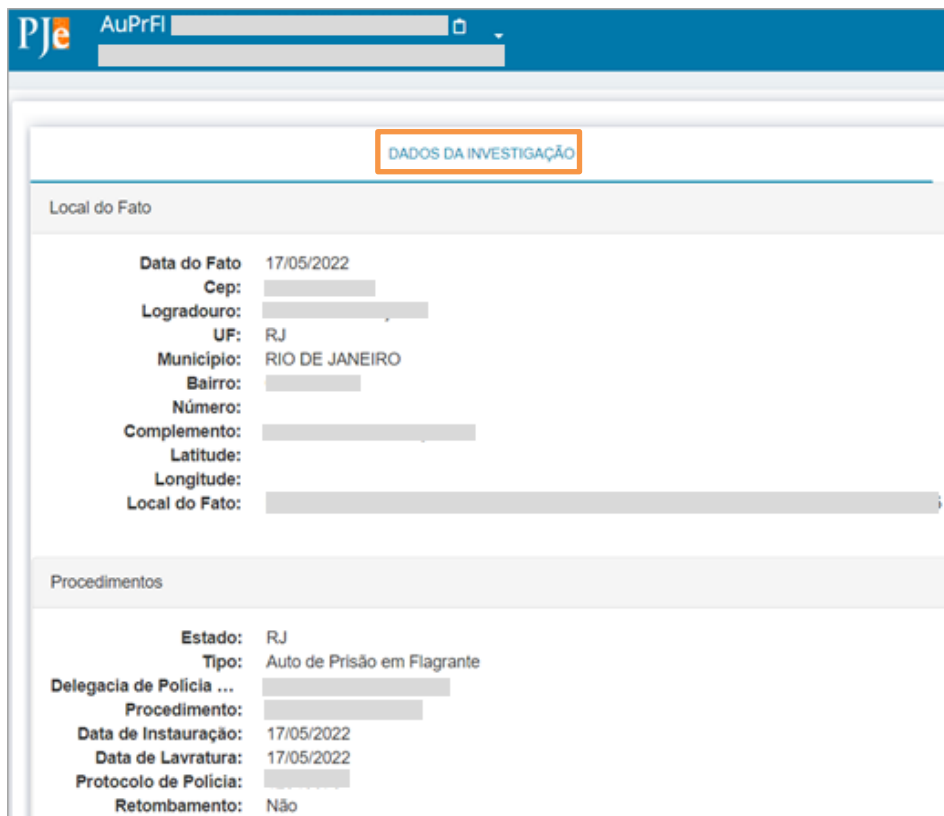 PJe AuPrFl
DADOS DA INVESTIGAÇÃO
Local do Fato
Data do Fato 17/05/2022
Cep:
Logradouro:
UF: RJ
Município: RIO DE JANEIRO
Bairro:
Número:
Complemento:
Latitude:
Longitude:
Local do Fato:
Procedimentos
Estado: RJ
Tipo: Auto de Prisão em Flagrante
Delegacia de Polícia ...
Procedimento:
Data de Instauração: 17/05/2022
Data de Lavratura: 17/05/2022
Protocolo de Polícia:
Retombamento: Não